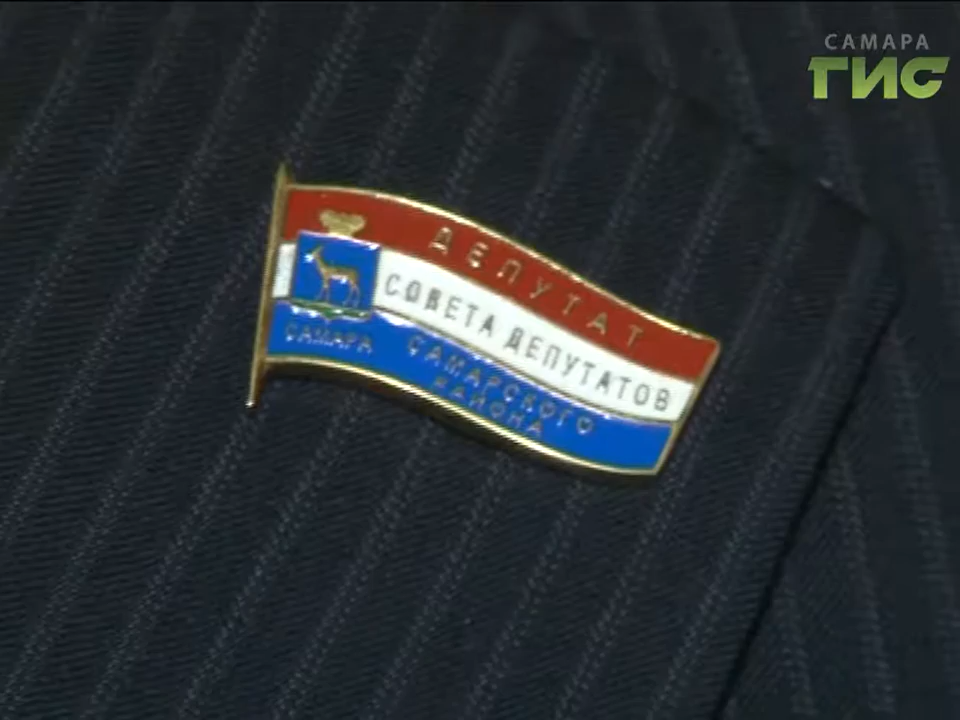 САМАРА
ГИС
ДЕПУТАТ
СОВЕТА ДЕПУТАТОВ
САМАРА
САМАРСКОГО
РАЙОНА